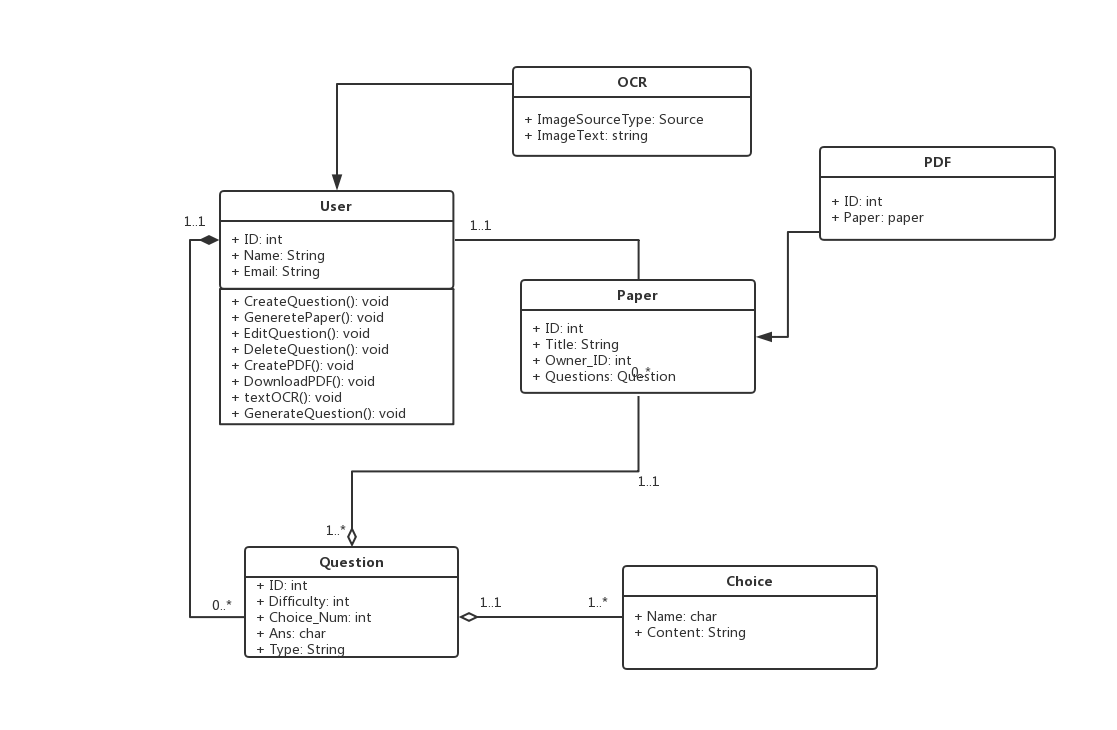 OCR
+ ImageSourceType: Source
+ ImageText: string
PDF
+ ID: int
+ Paper: paper
User
1..1
+ ID: int
+ Name: String
+ Email: String
1..1
+ CreateQuestion(): void
+ GeneretePaper(): void
+ EditQuestion(): void
+ DeleteQuestion(): void
+ CreatePDF(): void
+ DownloadPDF(): void
+ textOCR(): void
+ GenerateQuestion(): void
Paper
+ ID: int
+ Title: String
+ Owner_ID: int
0..*
+ Questions: Question
1..1
1..*
Question
+ ID: int
+ Difficulty: int
+ Choice_Num: int
+ Ans: char
+ Type: String
0..*
1..1
1..*
Choice
+ Name: char
+ Content: String